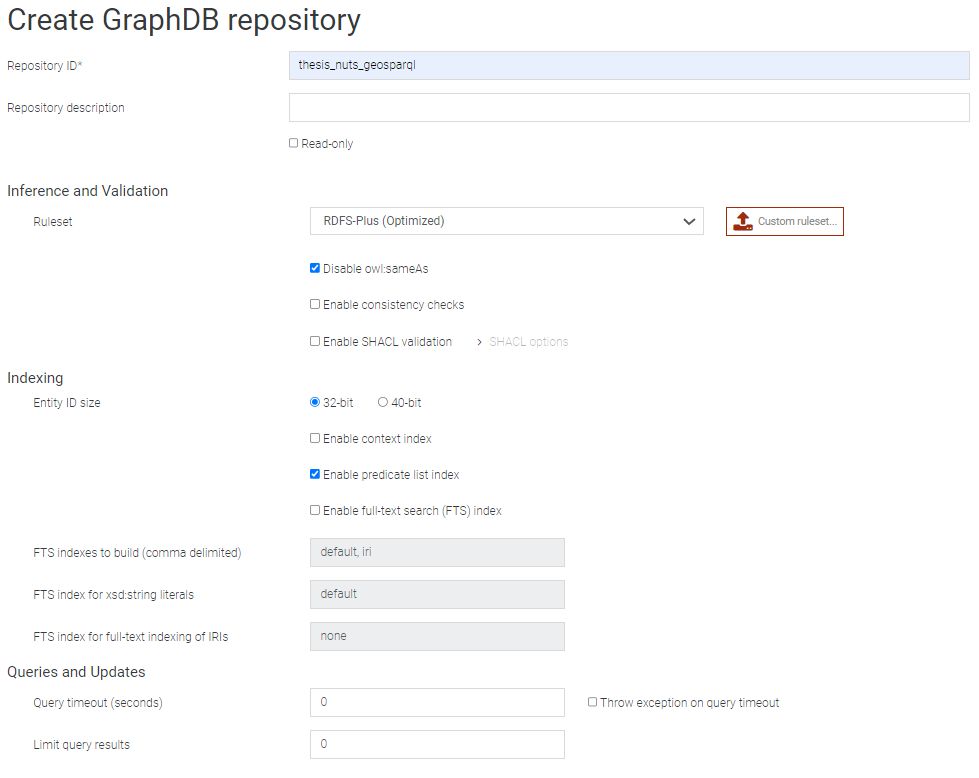 Create GraphDB repository
Repository ID* thesis_nuts_geosparql
Repository description
Read-only
Inference and Validation
Ruleset RDFS-Plus (Optimized) Custom ruleset...
Disable owl:sameAs
Enable consistency checks
Enable SHACL validation > SHACL options
Indexing
Entity ID size 32-bit 40-bit
Enable context index
Enable predicate list index
Enable full-text search (FTS) index
FTS indexes to build (comma delimited) default, iri
FTS index for xsd:string literals default
FTS index for full-text indexing of IRIs none
Queries and Updates
Query timeout (seconds) 0 Throw exception on query timeout
Limit query results 0